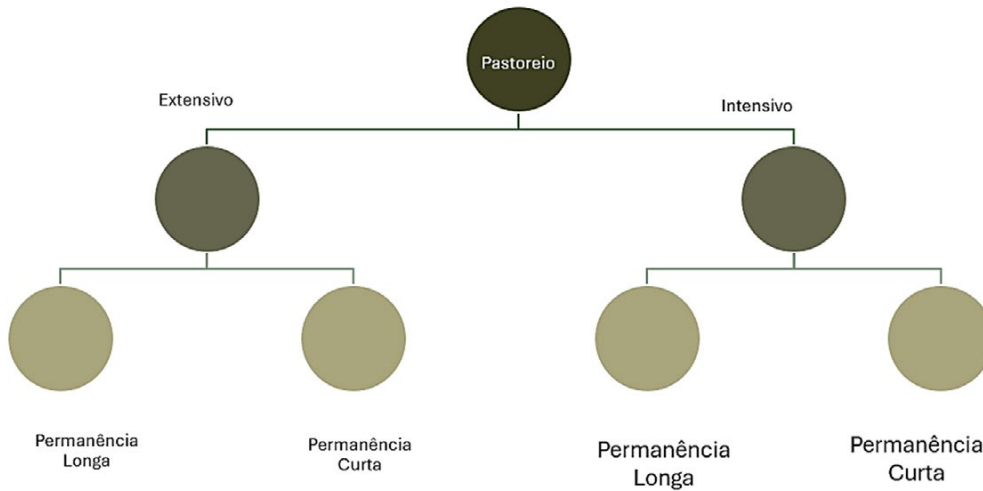 Pastoreio
Extensivo
Intensivo
Permanência
Longa
Permanência
Curta
Permanência
Longa
Permanência
Curta